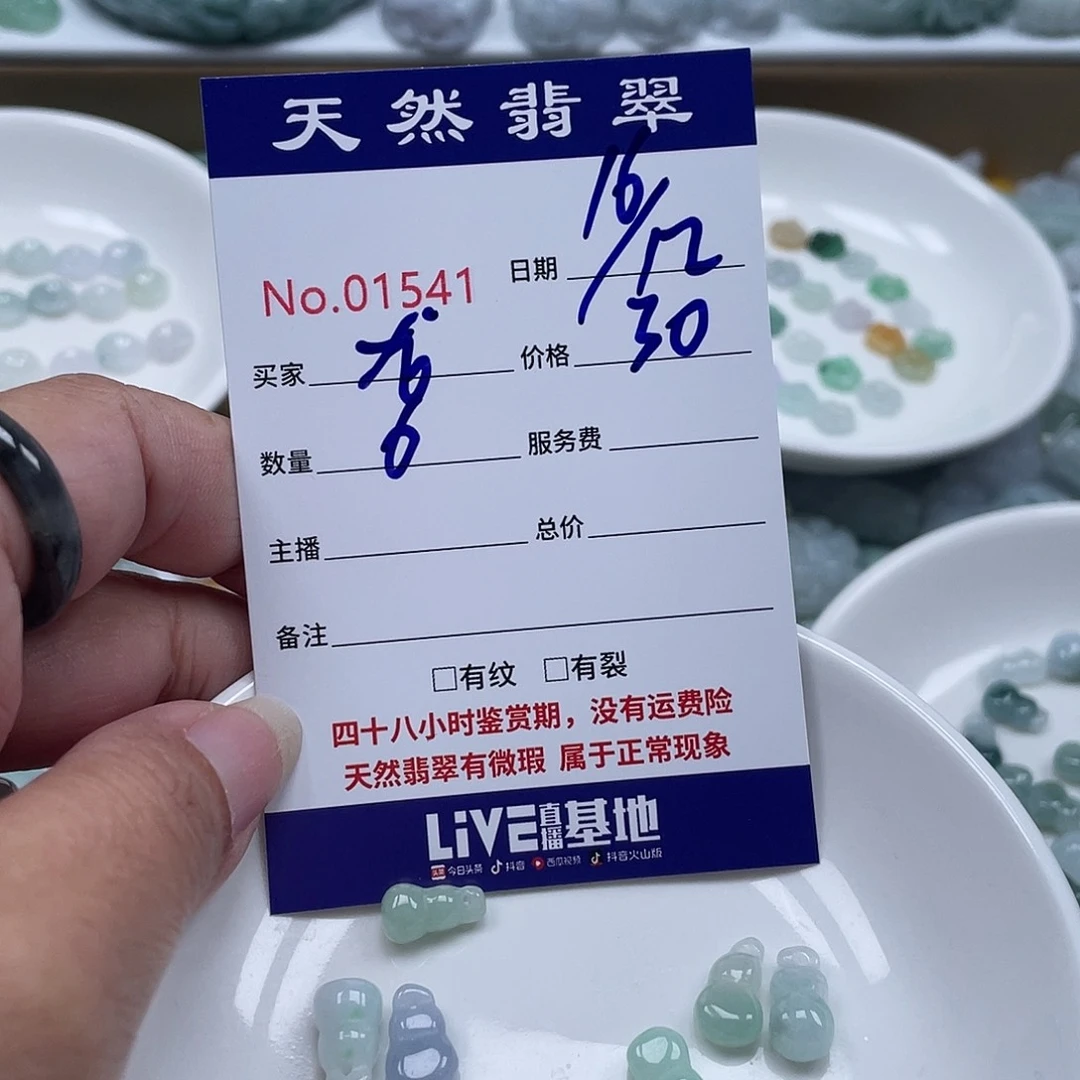 天然翡翠
No.01541 日期 16/12
买家 价格 30
数量 服务费
主播 总价
备注
□有纹 □有裂
四十八小时鉴赏期，没有运费险
天然翡翠有微瑕 属于正常现象
LiVE直播基地
头条 今日头条 抖音 西瓜视频 抖音火山版